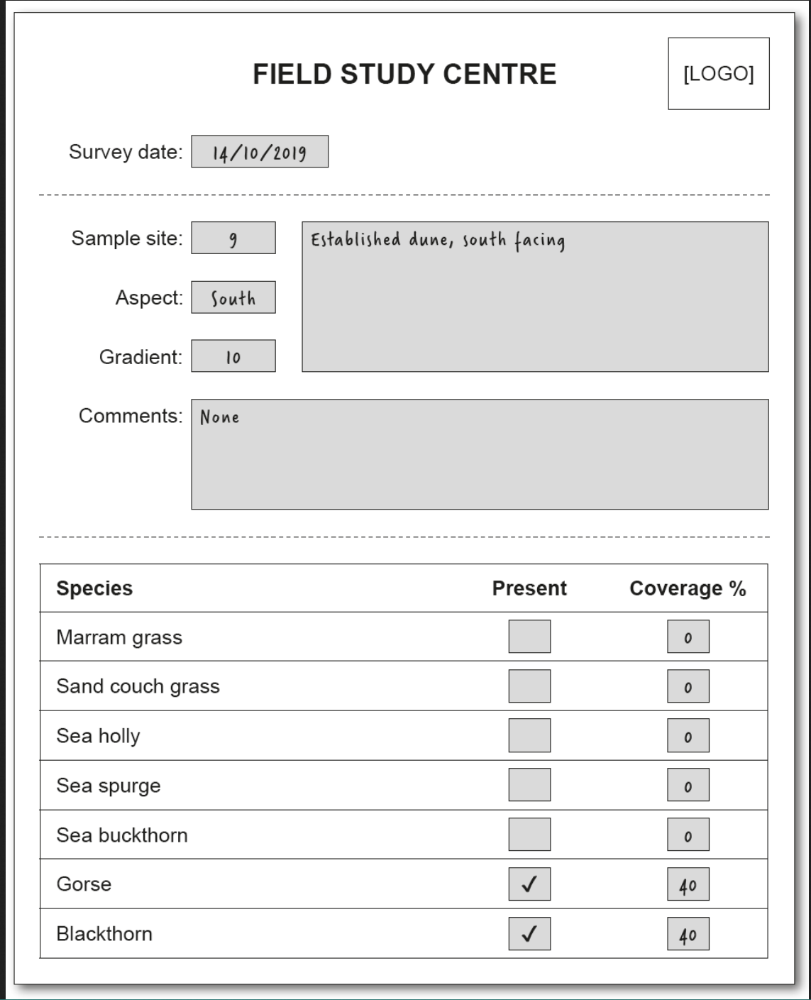 FIELD STUDY CENTRE
[LOGO]
Survey date: 14/10/2019
Sample site: 9
Established dune, south facing
Aspect: South
Gradient: 10
Comments: None
Species Present Coverage %
Marram grass 0
Sand couch grass 0
Sea holly 0
Sea spurge 0
Sea buckthorn 0
Gorse ✓ 40
Blackthorn ✓ 40